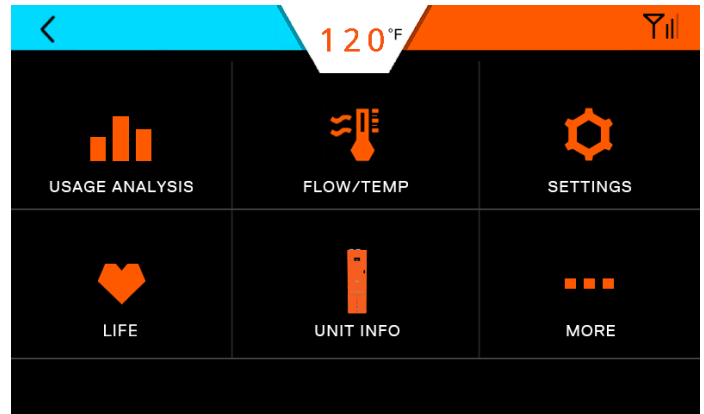 120°F
USAGE ANALYSIS
FLOW/TEMP
SETTINGS
LIFE
UNIT INFO
MORE